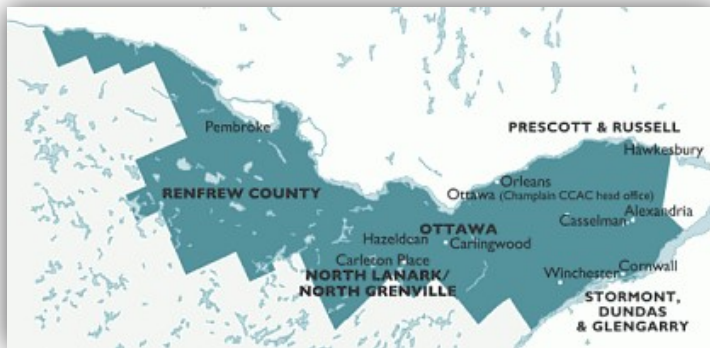 PRESCOTT & RUSSELL
Pembroke
Hawkesbury
Orleans
RENFREW COUNTY
Ottawa (Champlain CCAC head office)
Alexandria
Casselman
OTTAWA
Hazeldean
Carlingwood
Carleton Place
NORTH LANARK/
NORTH GRENVILLE
Cornwall
Winchester
STORMONT,
DUNDAS
& GLENGARRY